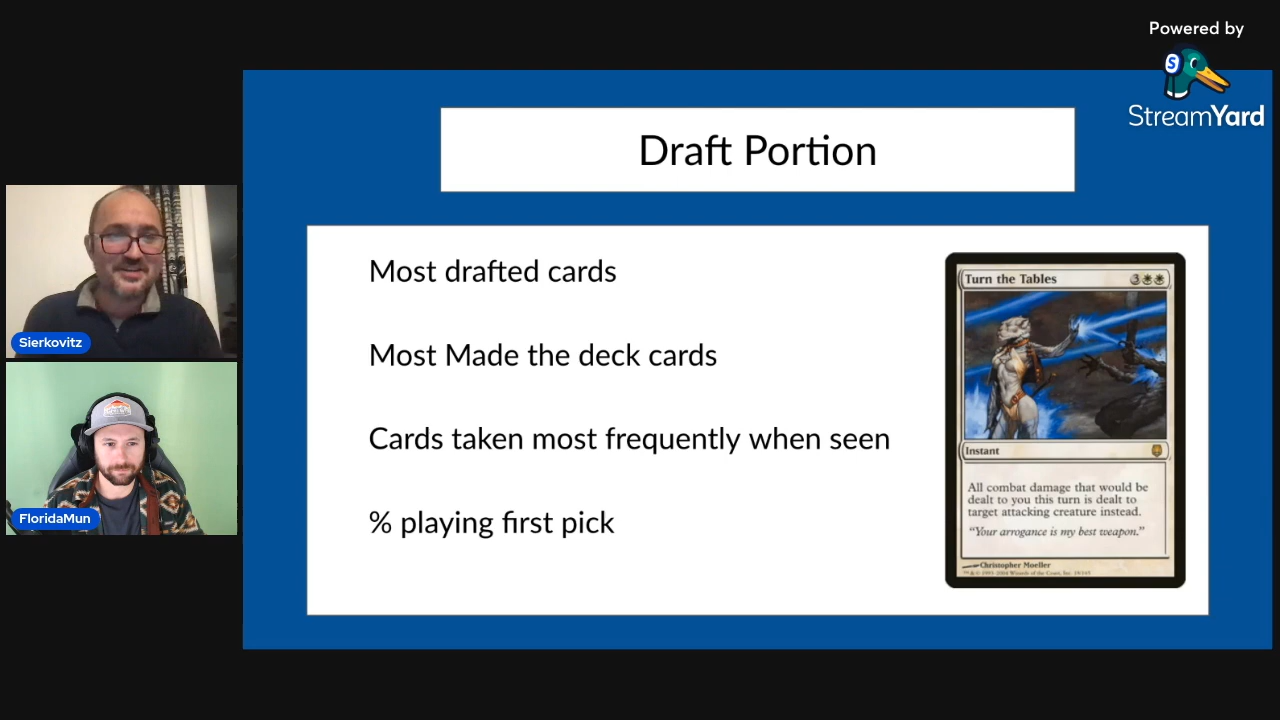 Powered by
StreamYard
Draft Portion
Sierkovitz
FloridaMun
Most drafted cards
Most Made the deck cards
Cards taken most frequently when seen
% playing first pick
Turn the Tables
3
Instant
All combat damage that would be
dealt to you this turn is dealt to
target attacking creature instead.
“Your arrogance is my best weapon.”
Christopher Moeller